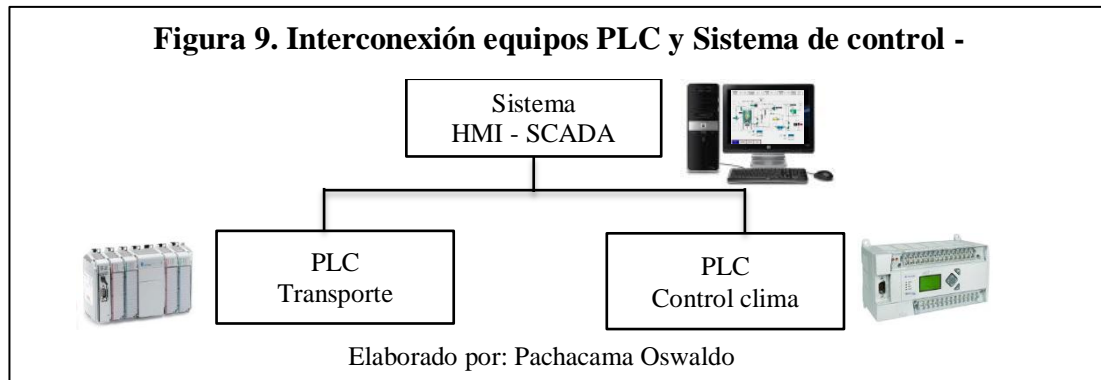 Figura 9. Interconexión equipos PLC y Sistema de control -
Sistema
HMI - SCADA
PLC
Transporte
PLC
Control clima
Elaborado por: Pachacama Oswaldo